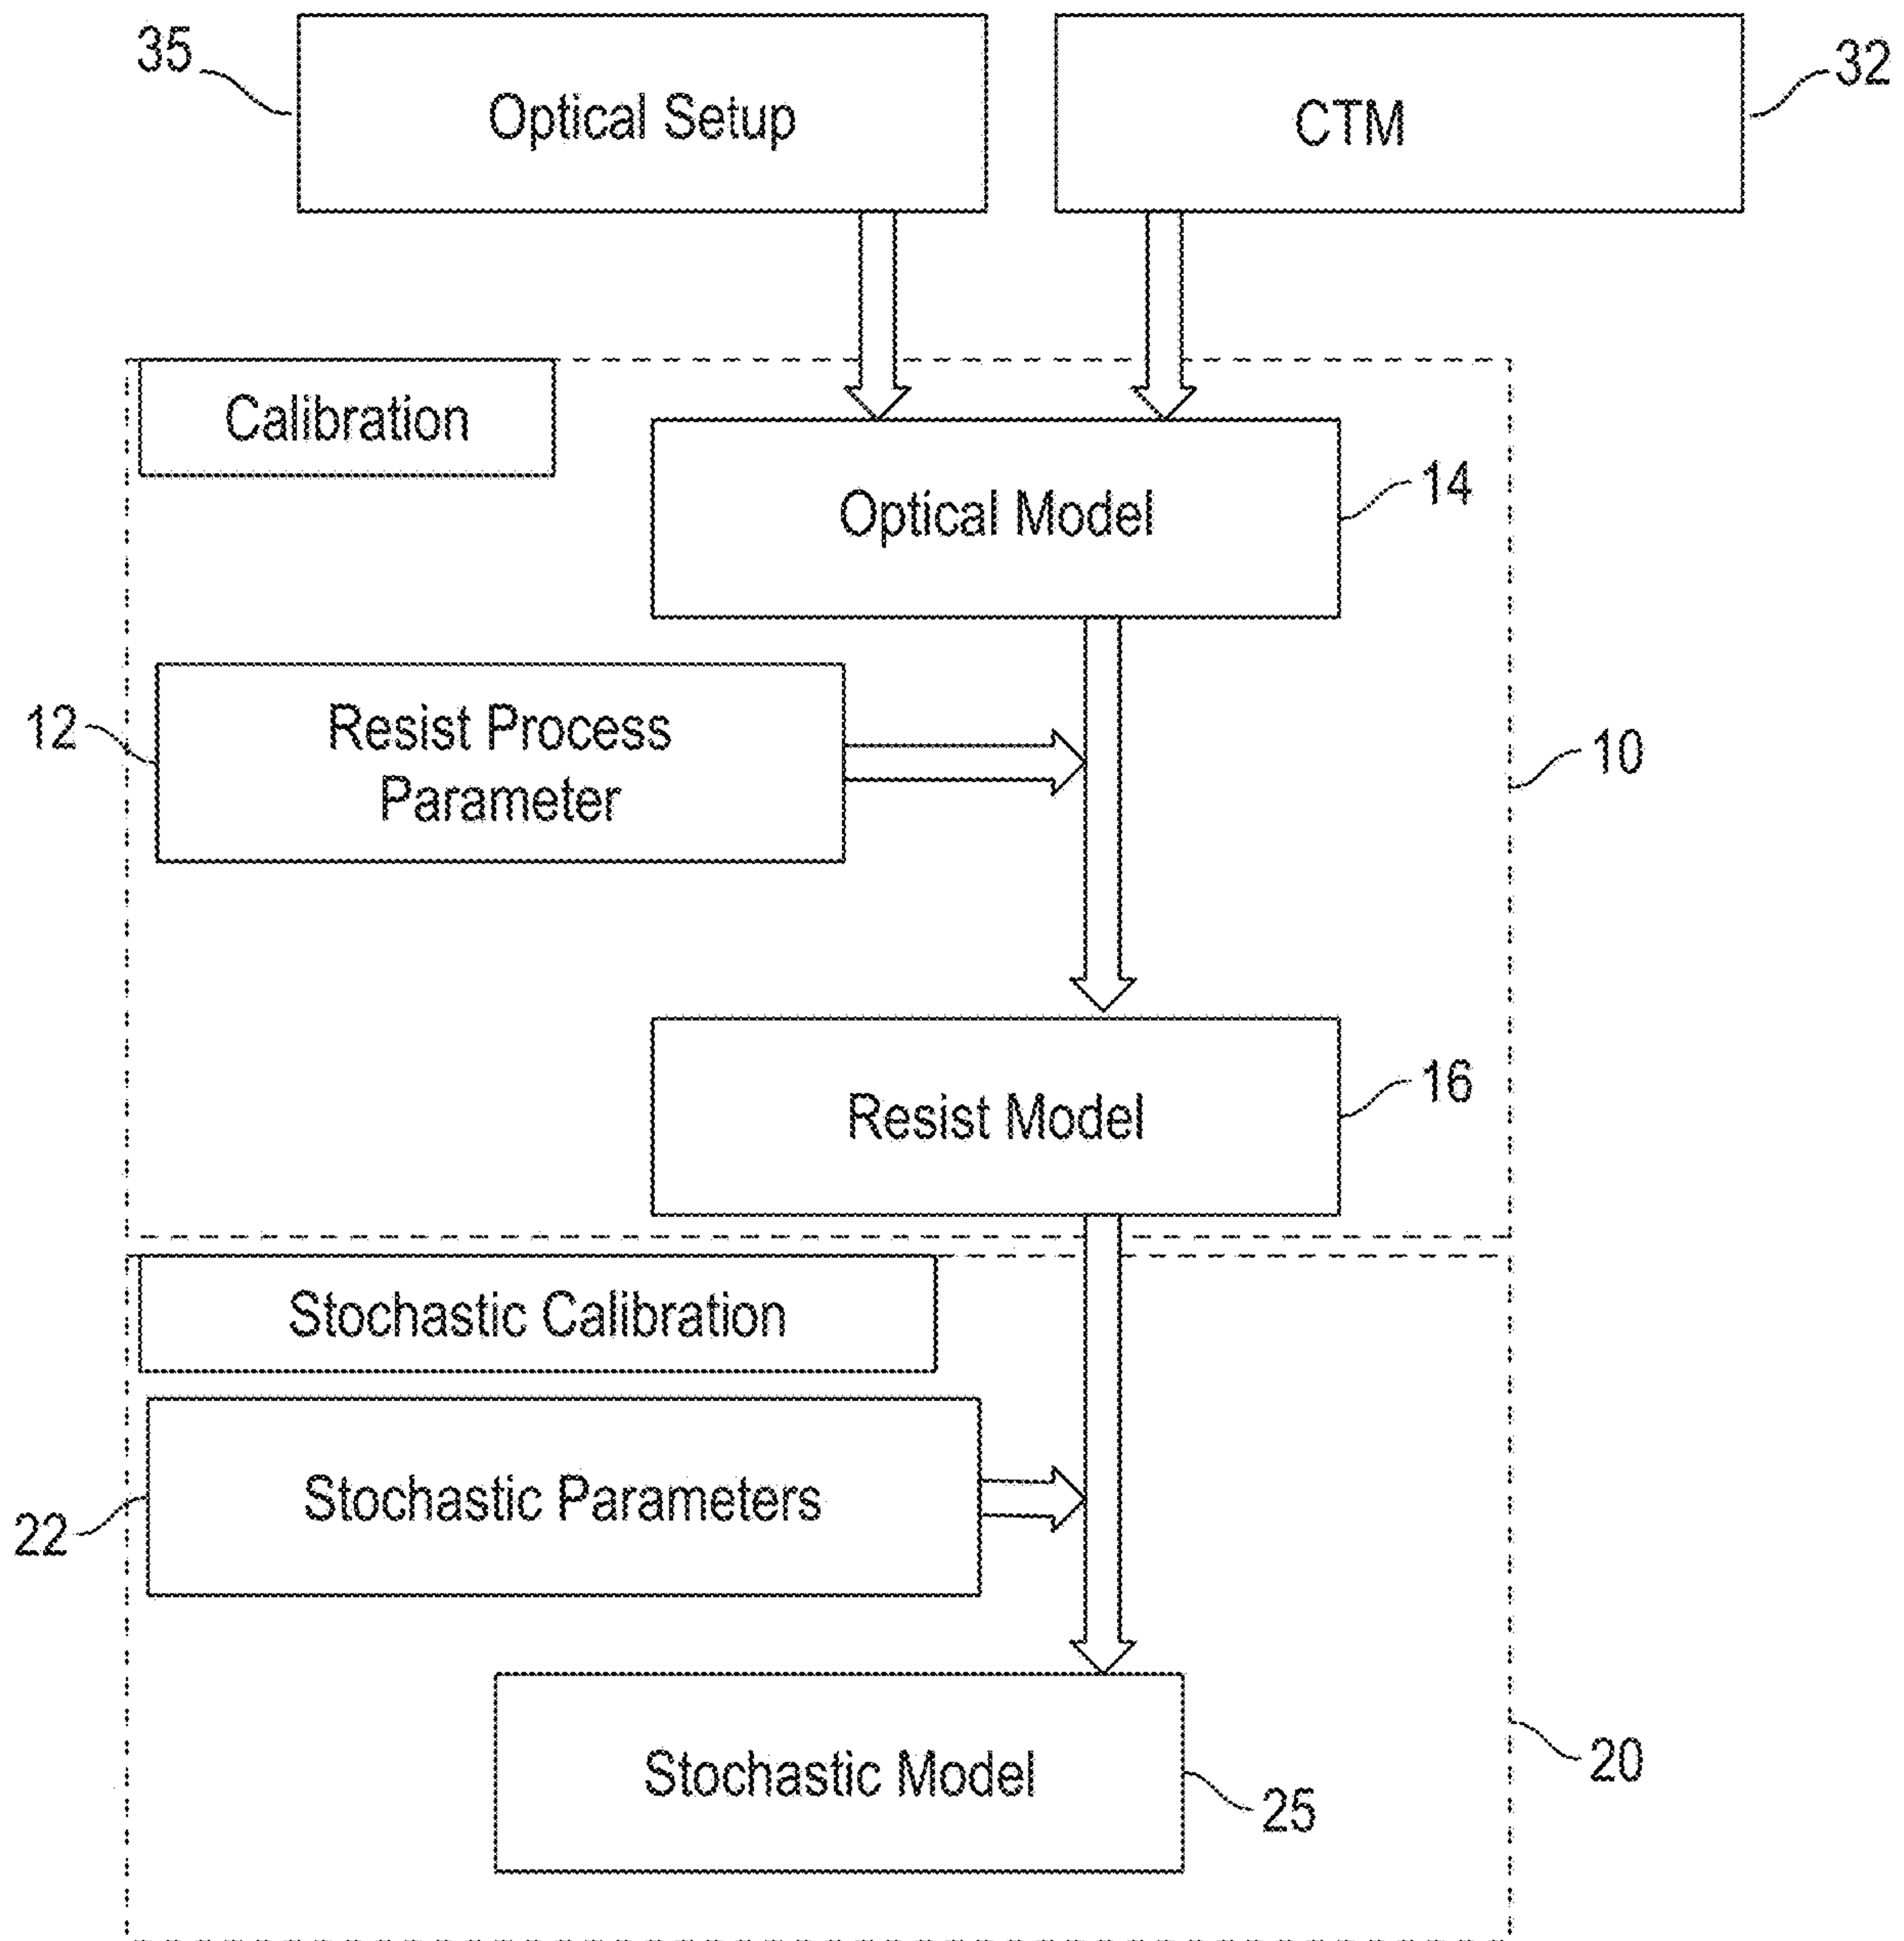 35
Optical Setup
CTM
32
Calibration
Optical Model
14
12
Resist Process
Parameter
10
Resist Model
16
Stochastic Calibration
Stochastic Parameters
22
Stochastic Model
25
20